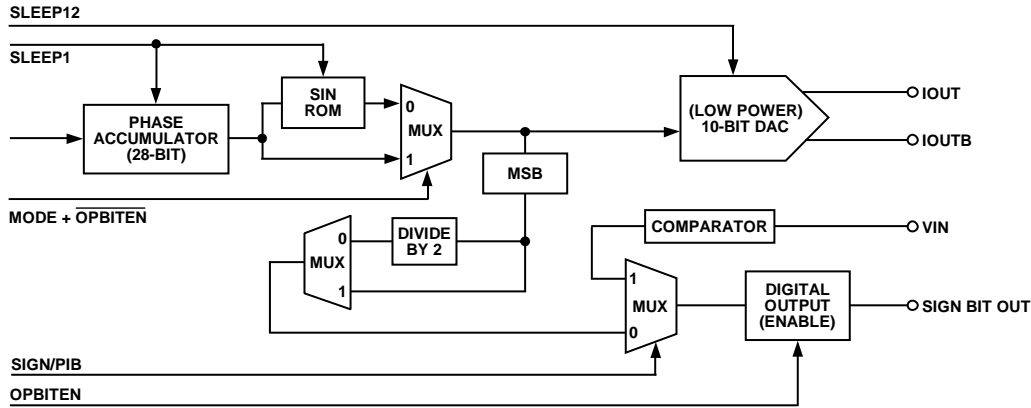 SLEEP12
SLEEP1
SIN
ROM
0
MUX
1
PHASE
ACCUMULATOR
(28-BIT)
(LOW POWER)
10-BIT DAC
IOUT
IOUTB
MSB
MODE + OPBITEN
0
MUX
1
DIVIDE
BY 2
COMPARATOR
VIN
1
MUX
0
DIGITAL
OUTPUT
(ENABLE)
SIGN BIT OUT
SIGN/PIB
OPBITEN